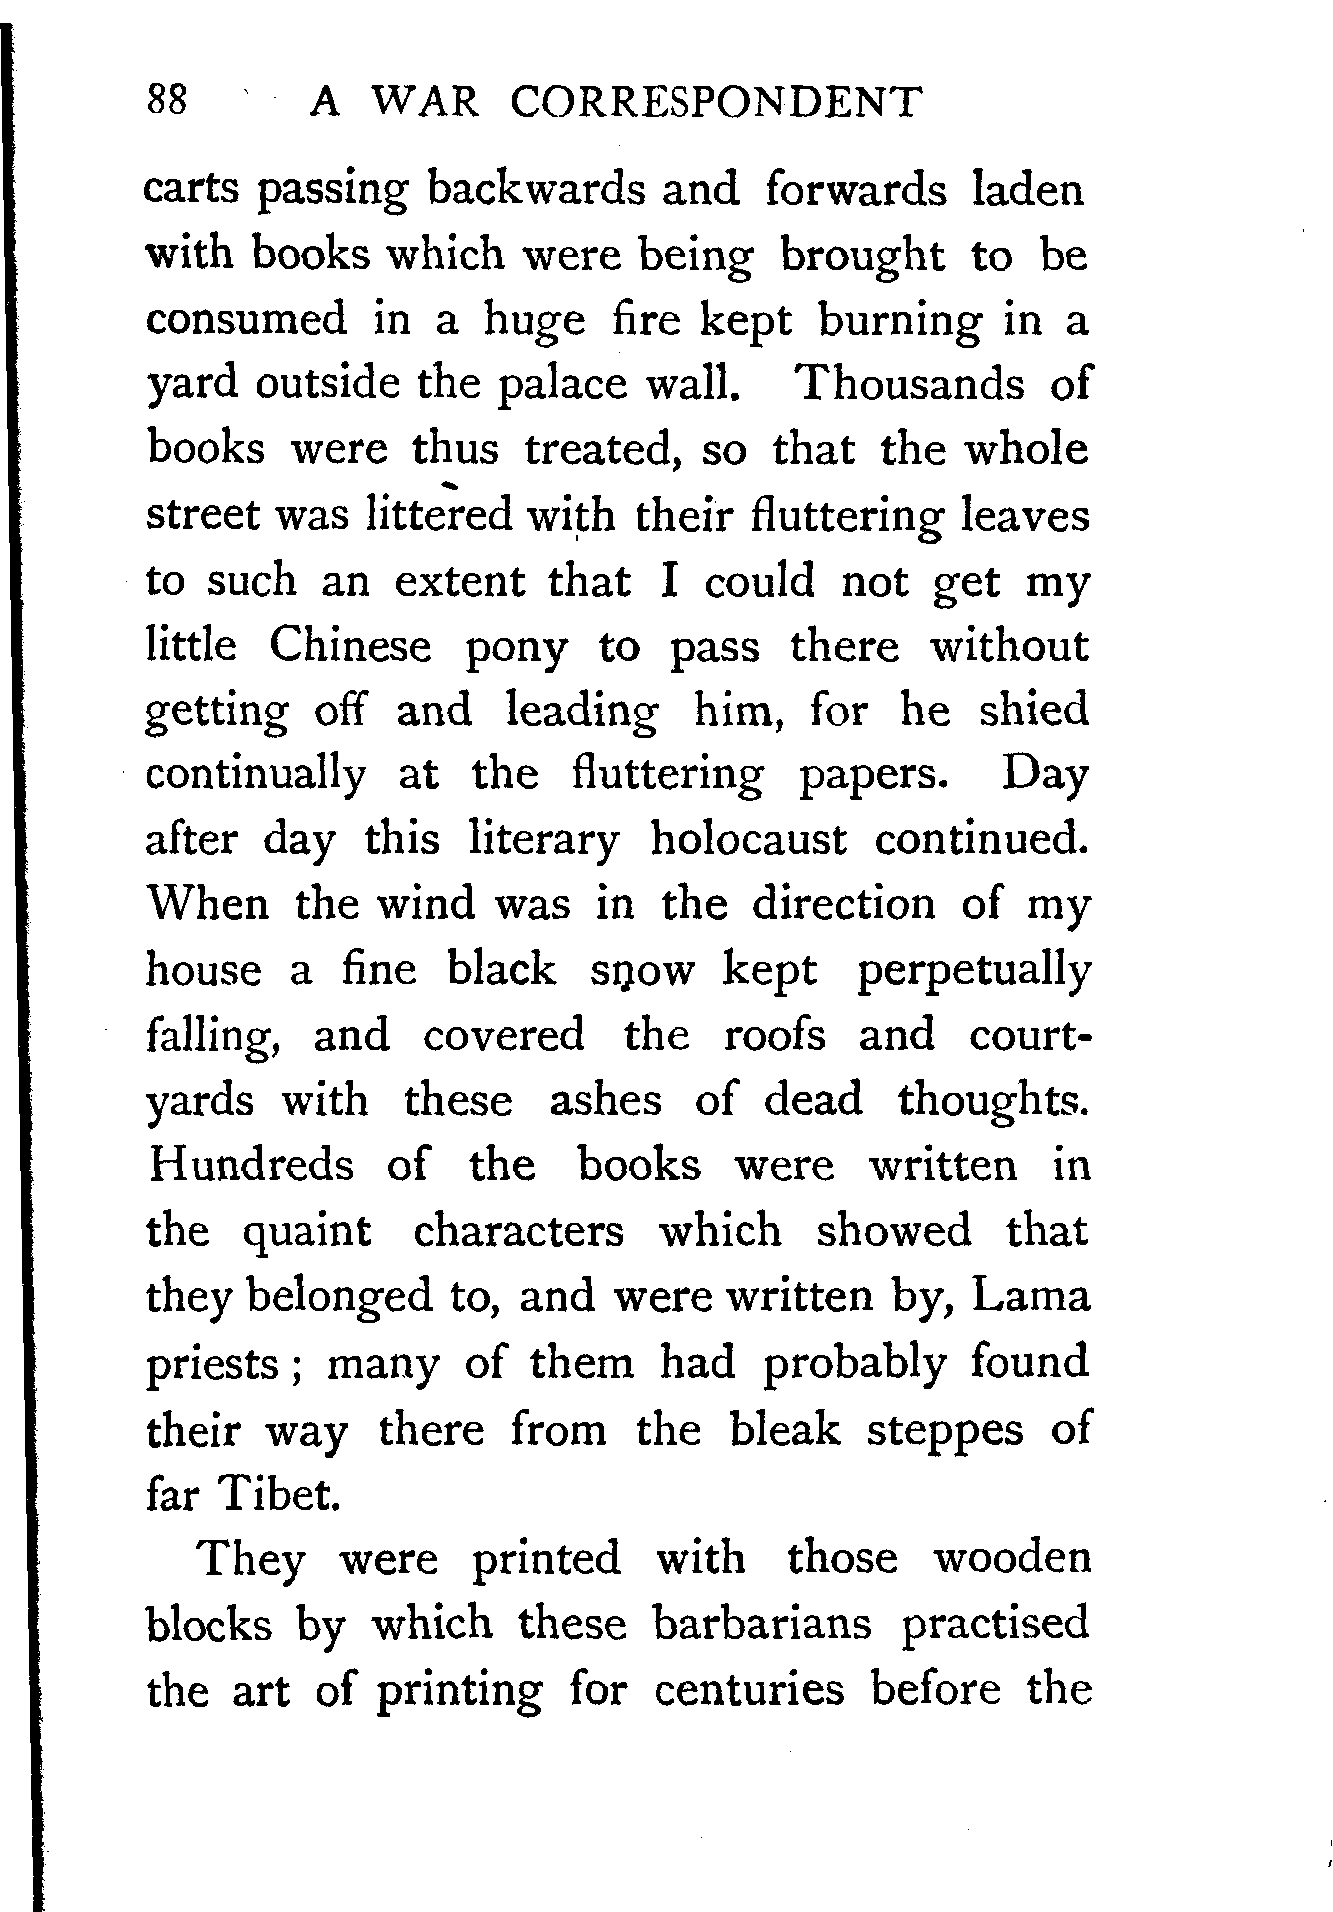 88 A WAR CORRESPONDENT
carts passing backwards and forwards laden
with books which were being brought to be
consumed in a huge fire kept burning in a
yard outside the palace wall. Thousands of
books were thus treated, so that the whole
street was littered with their fluttering leaves
to such an extent that I could not get my
little Chinese pony to pass there without
getting off and leading him, for he shied
continually at the fluttering papers. Day
after day this literary holocaust continued.
When the wind was in the direction of my
house a fine black snow kept perpetually
falling, and covered the roofs and court-
yards with these ashes of dead thoughts.
Hundreds of the books were written in
the quaint characters which showed that
they belonged to, and were written by, Lama
priests ; many of them had probably found
their way there from the bleak steppes of
far Tibet.
They were printed with those wooden
blocks by which these barbarians practised
the art of printing for centuries before the